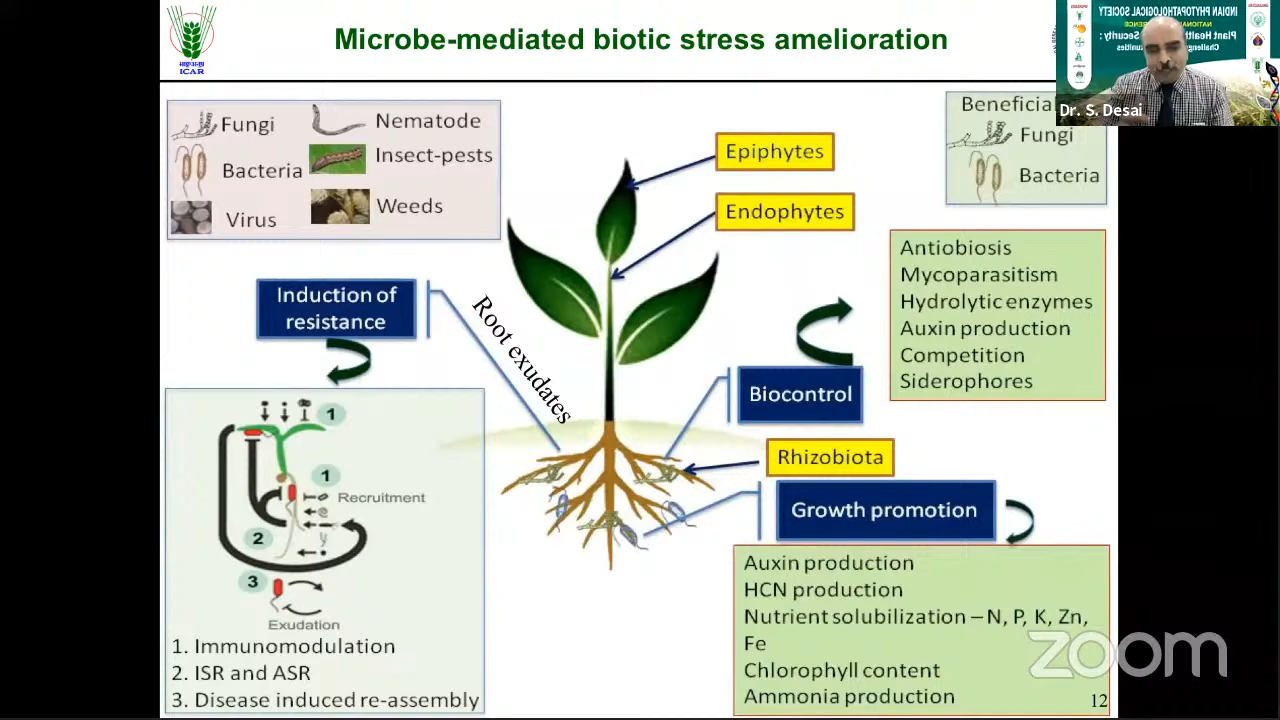 Microbe-mediated biotic stress amelioration
ICAR
INDIAN PHYTOPATHOLOGICAL SOCIETY
Dr. S. Desai
Fungi
Nematode
Bacteria
Insect-pests
Virus
Weeds
Epiphytes
Endophytes
Beneficia
Fungi
Bacteria
Induction of
resistance
Root exudates
Antiobiosis
Mycoparasitism
Hydrolytic enzymes
Auxin production
Competition
Siderophores
Biocontrol
Rhizobiota
Growth promotion
1
1
Recruitment
2
3
Exudation
1. Immunomodulation
2. ISR and ASR
3. Disease induced re-assembly
Auxin production
HCN production
Nutrient solubilization – N, P, K, Zn,
Fe
Chlorophyll content
Ammonia production
12
zoom